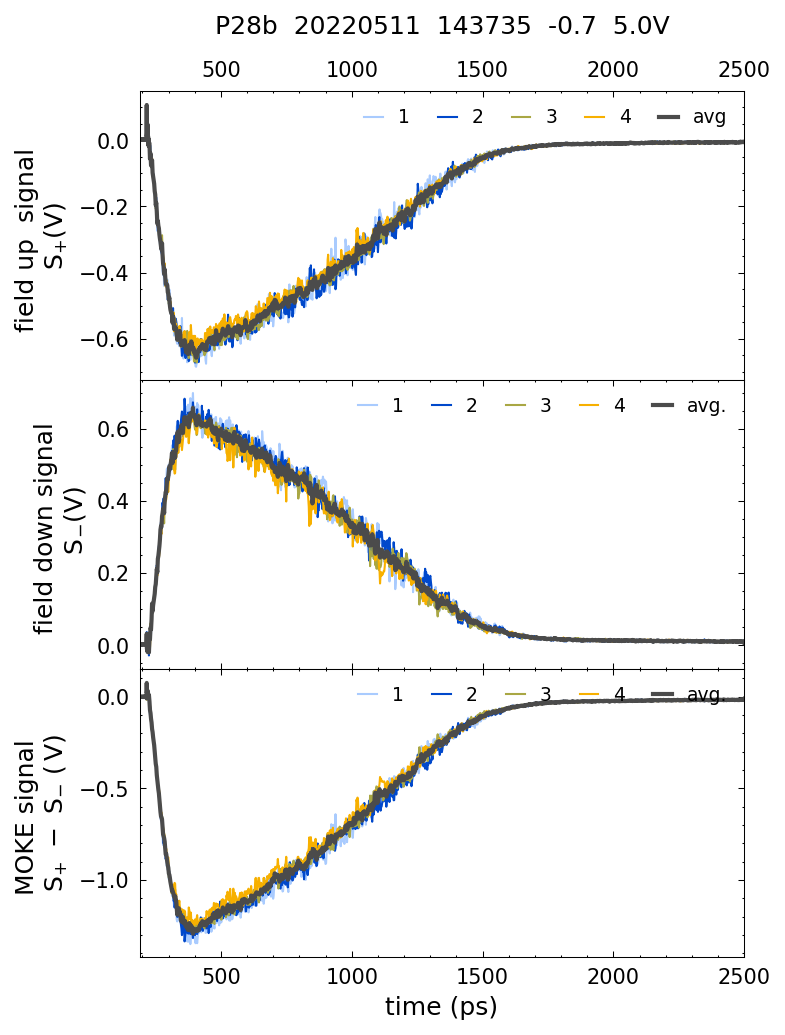 P28b 20220511 143735 -0.7 5.0V
500 1000 1500 2000 2500
1 2 3 4 avg
0.0
−0.2
−0.4
−0.6
field up signal
S+(V)
1 2 3 4 avg.
0.6
0.4
0.2
0.0
field down signal
S−(V)
1 2 3 4 avg.
0.0
−0.5
−1.0
MOKE signal
S+ − S− ( V )
500 1000 1500 2000 2500
time (ps)